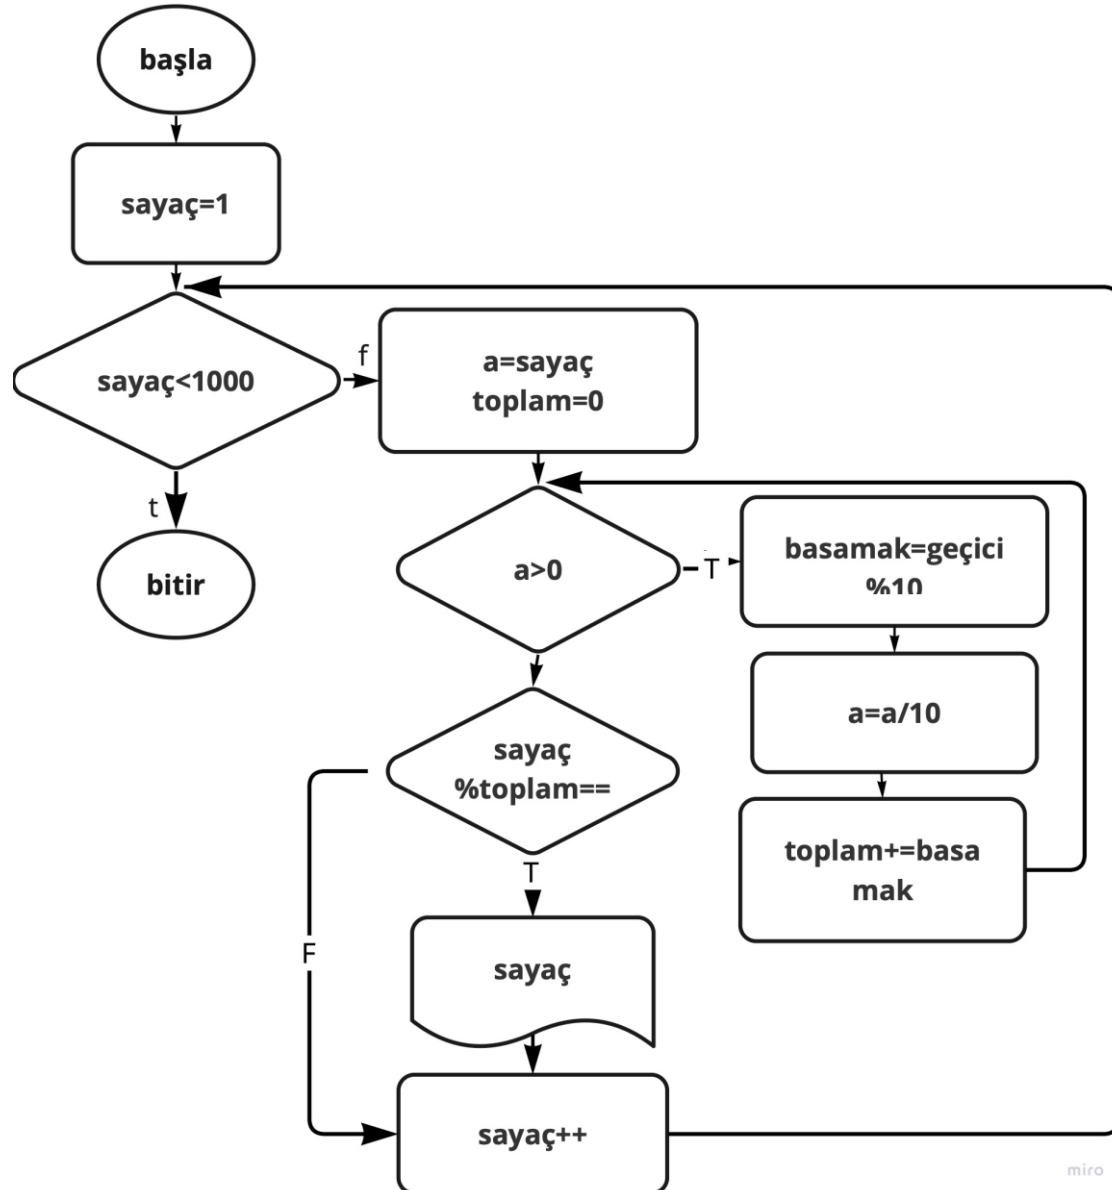 başla
sayaç=1
sayaç<1000
f
t
bitir
a=sayaç
toplam=0
a>0
T
basamak=geçici
%10
a=a/10
toplam+=basa
mak
sayaç
%toplam==
T
F
sayaç
sayaç++
miro